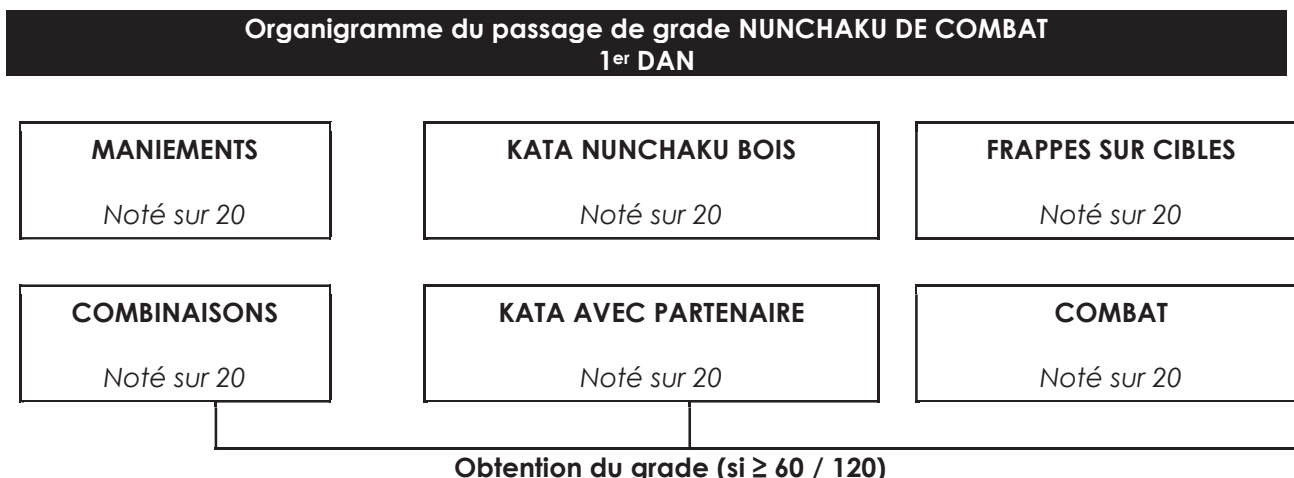 Organigramme du passage de grade NUNCHAKU DE COMBAT
1er DAN
MANIEMENTS
Noté sur 20
KATA NUNCHAKU BOIS
Noté sur 20
FRAPPES SUR CIBLES
Noté sur 20
COMBINAISONS
Noté sur 20
KATA AVEC PARTENAIRE
Noté sur 20
COMBAT
Noté sur 20
Obtention du grade (si ≥ 60 / 120)